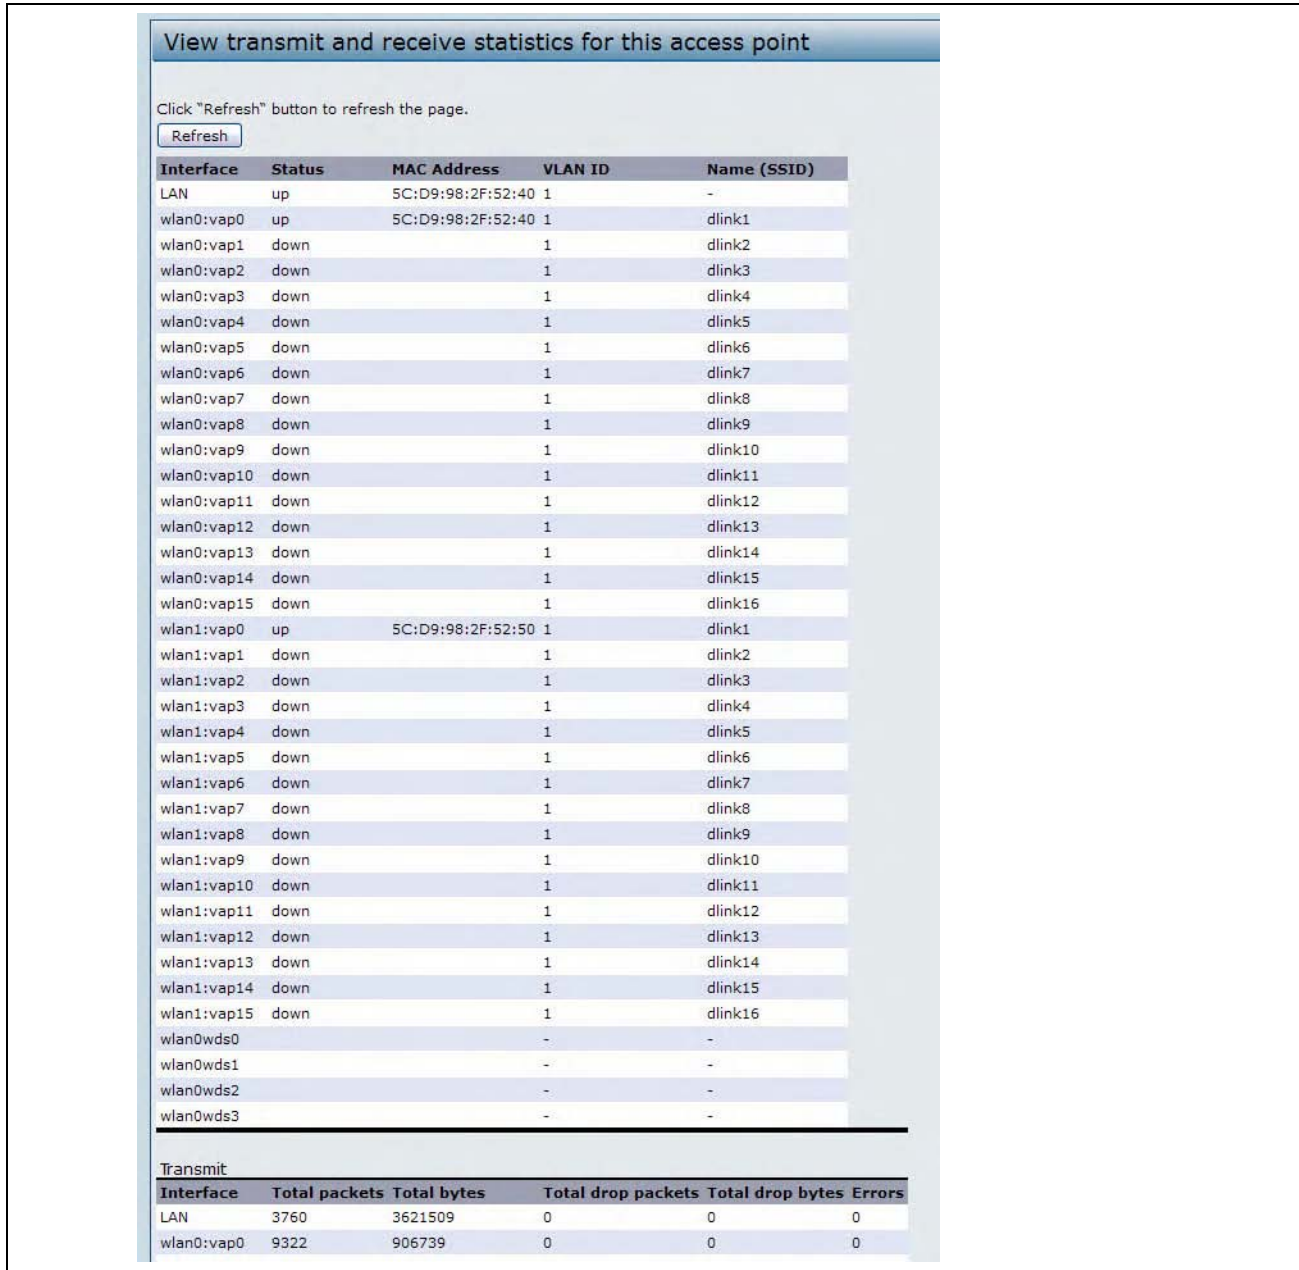 View transmit and receive statistics for this access point
Click "Refresh" button to refresh the page.
Refresh
Interface Status MAC Address VLAN ID Name (SSID)
LAN up 5C:D9:98:2F:52:40 1 -
wlan0:vap0 up 5C:D9:98:2F:52:40 1 dlink1
wlan0:vap1 down 1 dlink2
wlan0:vap2 down 1 dlink3
wlan0:vap3 down 1 dlink4
wlan0:vap4 down 1 dlink5
wlan0:vap5 down 1 dlink6
wlan0:vap6 down 1 dlink7
wlan0:vap7 down 1 dlink8
wlan0:vap8 down 1 dlink9
wlan0:vap9 down 1 dlink10
wlan0:vap10 down 1 dlink11
wlan0:vap11 down 1 dlink12
wlan0:vap12 down 1 dlink13
wlan0:vap13 down 1 dlink14
wlan0:vap14 down 1 dlink15
wlan0:vap15 down 1 dlink16
wlan1:vap0 up 5C:D9:98:2F:52:50 1 dlink1
wlan1:vap1 down 1 dlink2
wlan1:vap2 down 1 dlink3
wlan1:vap3 down 1 dlink4
wlan1:vap4 down 1 dlink5
wlan1:vap5 down 1 dlink6
wlan1:vap6 down 1 dlink7
wlan1:vap7 down 1 dlink8
wlan1:vap8 down 1 dlink9
wlan1:vap9 down 1 dlink10
wlan1:vap10 down 1 dlink11
wlan1:vap11 down 1 dlink12
wlan1:vap12 down 1 dlink13
wlan1:vap13 down 1 dlink14
wlan1:vap14 down 1 dlink15
wlan1:vap15 down 1 dlink16
wlan0wds0 - -
wlan0wds1 - -
wlan0wds2 - -
wlan0wds3 - -
Transmit
Interface Total packets Total bytes Total drop packets Total drop bytes Errors
LAN 3760 3621509 0 0 0
wlan0:vap0 9322 906739 0 0 0